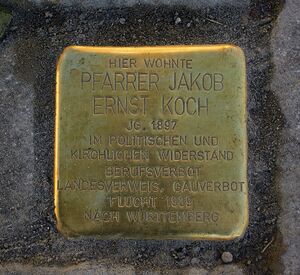 HIER WOHNTE
PFARRER JAKOB
ERNST KOCH
JG. 1897
IM POLITISCHEN UND
KIRCHLICHEN WIDERSTAND
BERUFSVERBOT
LANDESVERWEIS, GAUVERBOT
FLUCHT 1939
NACH WÜRTTEMBERG